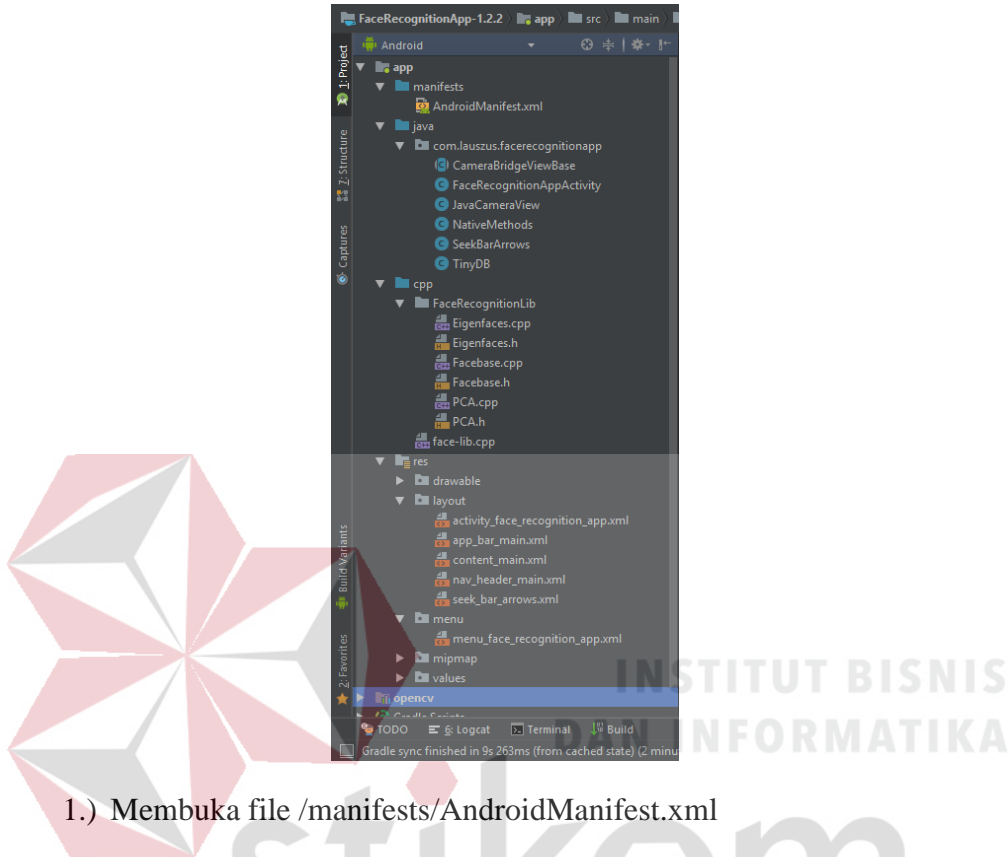 FaceRecognitionApp-1.2.2 app src main
Android
1: Project
7: Structure
Captures
Build Variants
2: Favorites
app
manifests
AndroidManifest.xml
java
com.lauszus.facerecognitionapp
CameraBridgeViewBase
FaceRecognitionAppActivity
JavaCameraView
NativeMethods
SeekBarArrows
TinyDB
cpp
FaceRecognitionLib
Eigenfaces.cpp
Eigenfaces.h
Facebase.cpp
Facebase.h
PCA.cpp
PCA.h
face-lib.cpp
res
drawable
layout
activity_face_recognition_app.xml
app_bar_main.xml
content_main.xml
nav_header_main.xml
seek_bar_arrows.xml
menu
menu_face_recognition_app.xml
mipmap
values
opencv
Gradle Scripts
TODO 6: Logcat Terminal Build
Gradle sync finished in 9s 263ms (from cached state) (2 minu
INSTITUT BISNIS
DAN INFORMATIKA
1.) Membuka file /manifests/AndroidManifest.xml
stikom